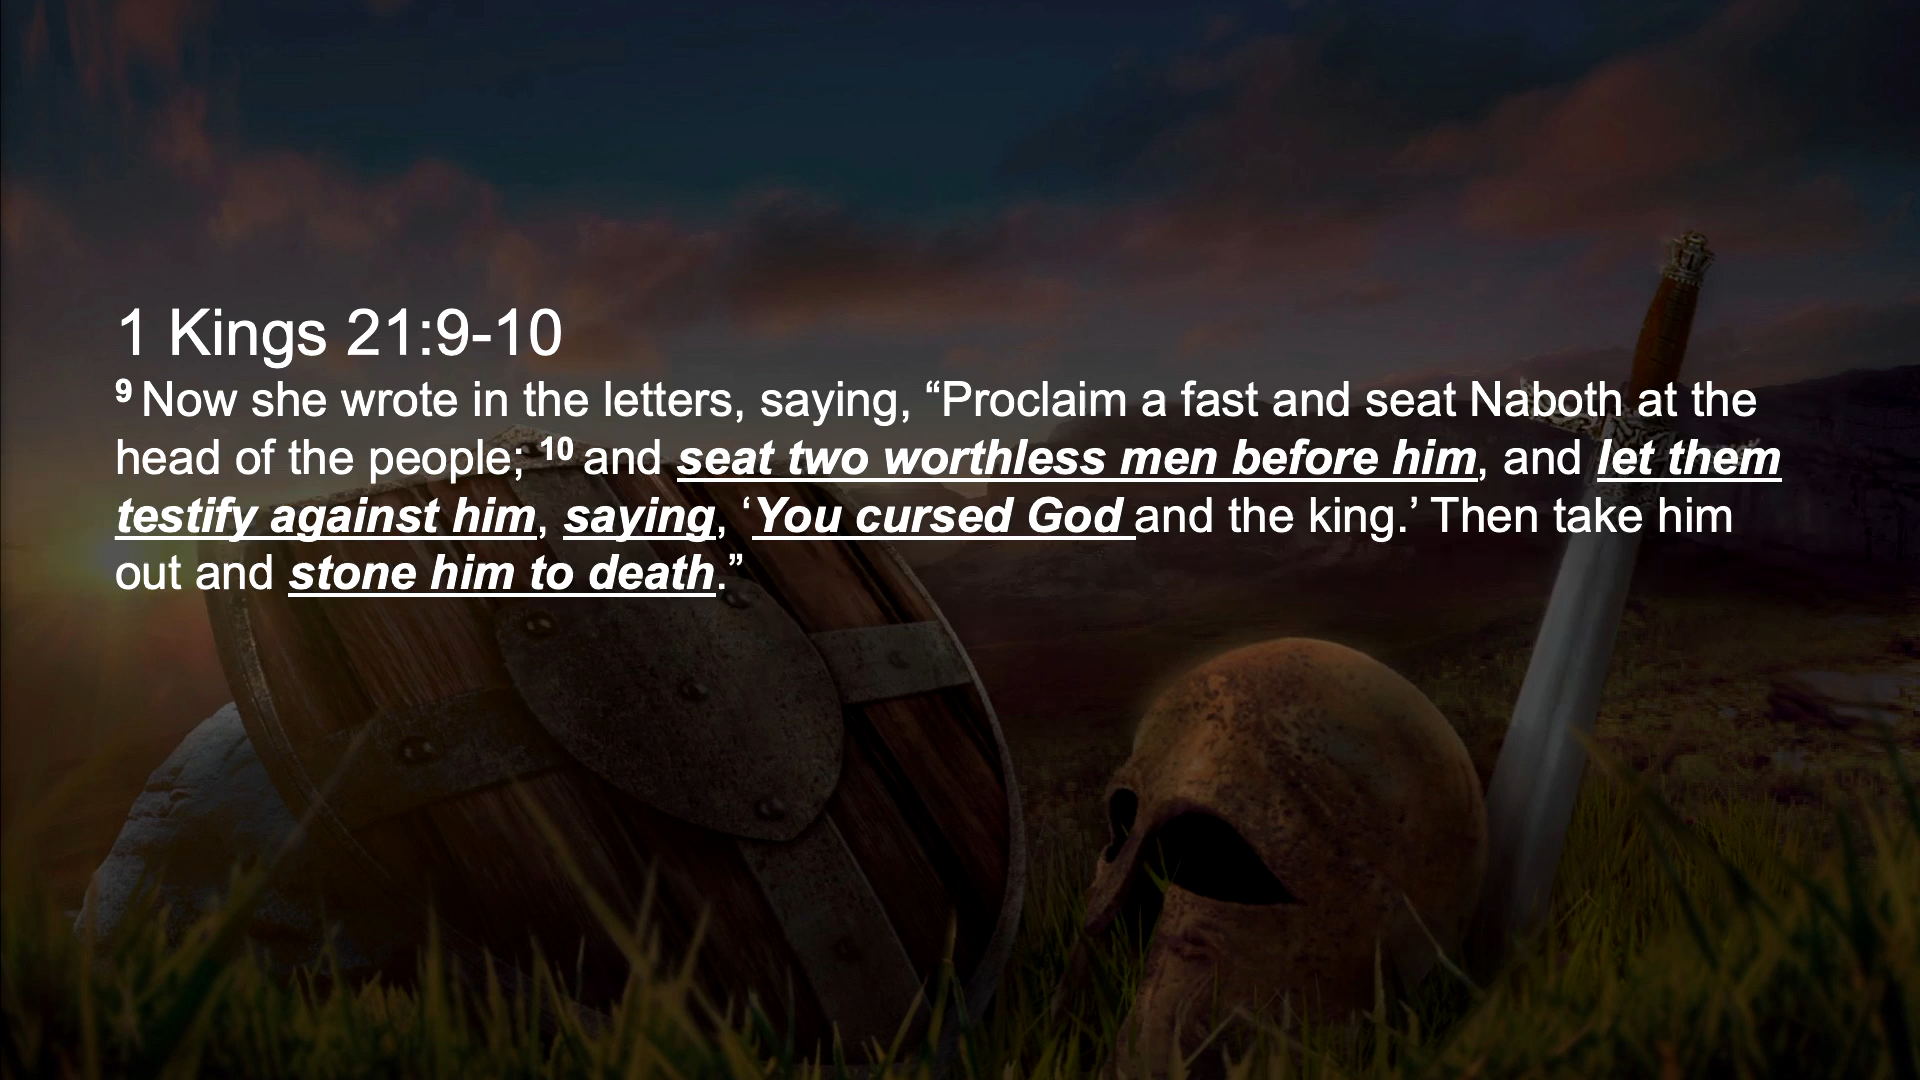 1 Kings 21:9-10
9 Now she wrote in the letters, saying, “Proclaim a fast and seat Naboth at the
head of the people; 10 and seat two worthless men before him, and let them
testify against him, saying, ‘You cursed God and the king.’ Then take him
out and stone him to death.”